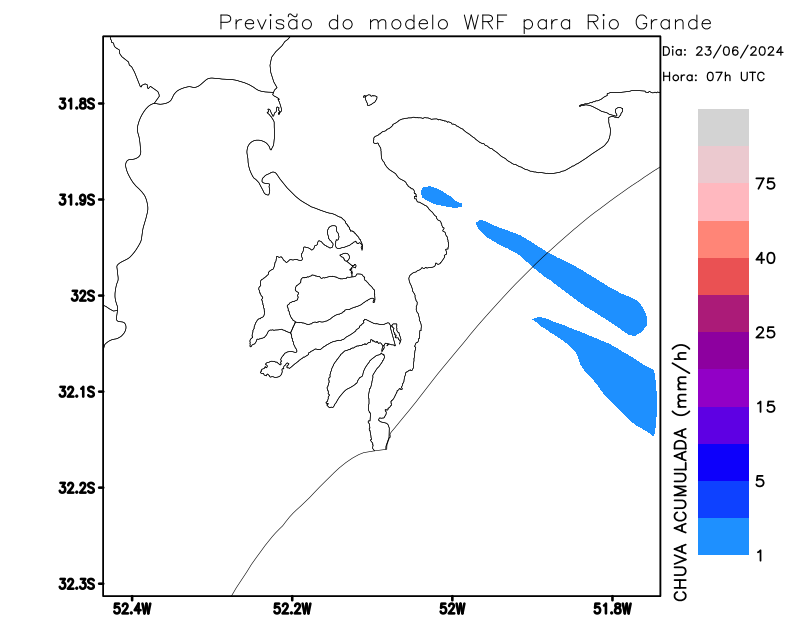 Previsão do modelo WRF para Rio Grande
Dia: 23/06/2024
Hora: 07h UTC
31.8S
31.9S
32S
32.1S
32.2S
32.3S
52.4W
52.2W
52W
51.8W
75
40
25
15
5
1
CHUVA ACUMULADA (mm/h)